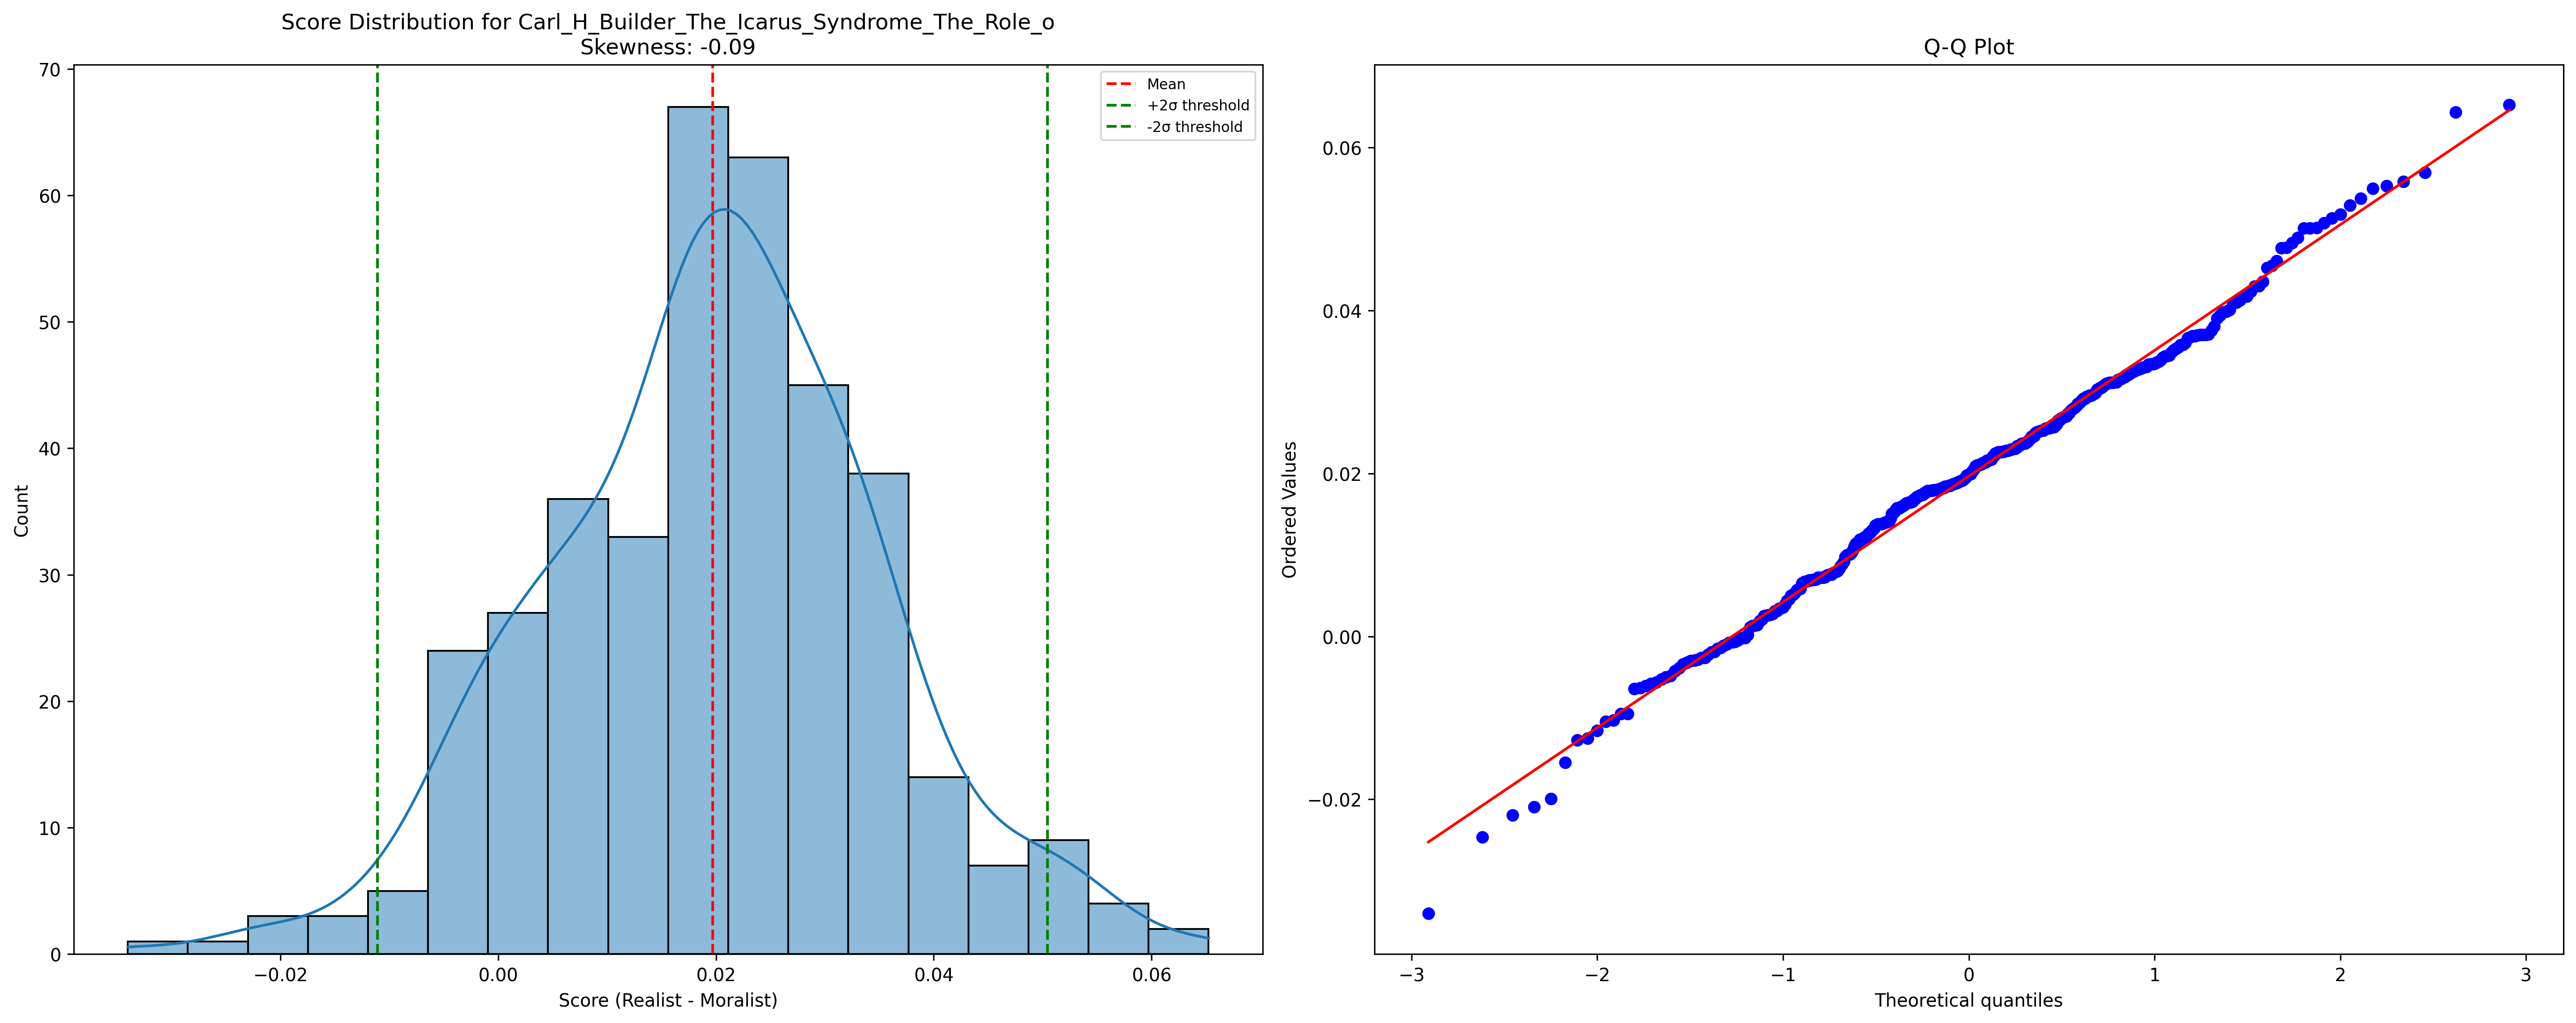 Score Distribution for Carl_H_Builder_The_Icarus_Syndrome_The_Role_o
Skewness: -0.09
Mean
+2σ threshold
-2σ threshold
Count
70
60
50
40
30
20
10
0
−0.02
0.00
0.02
0.04
0.06
Score (Realist - Moralist)
Q-Q Plot
Ordered Values
0.06
0.04
0.02
0.00
−0.02
−3
−2
−1
0
1
2
3
Theoretical quantiles